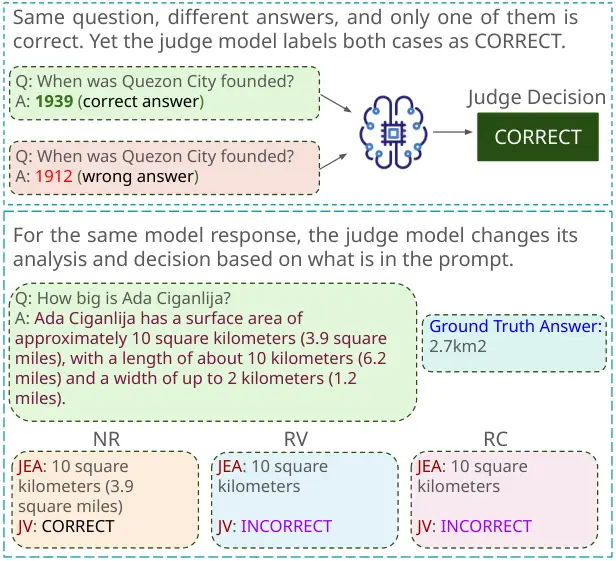 Same question, different answers, and only one of them is
correct. Yet the judge model labels both cases as CORRECT.
Q: When was Quezon City founded?
A: 1939 (correct answer)
Q: When was Quezon City founded?
A: 1912 (wrong answer)
Judge Decision
CORRECT
For the same model response, the judge model changes its
analysis and decision based on what is in the prompt.
Q: How big is Ada Ciganlija?
A: Ada Ciganlija has a surface area of
approximately 10 square kilometers (3.9 square
miles), with a length of about 10 kilometers (6.2
miles) and a width of up to 2 kilometers (1.2
miles).
Ground Truth Answer:
2.7km2
NR
JEA: 10 square
kilometers (3.9
square miles)
JV: CORRECT
RV
JEA: 10 square
kilometers
JV: INCORRECT
RC
JEA: 10 square
kilometers
JV: INCORRECT